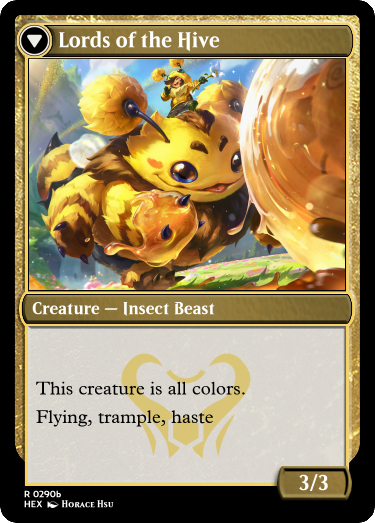 Lords of the Hive
Creature — Insect Beast
This creature is all colors.
Flying, trample, haste
3/3
R 0290b
HEX Horace Hsu